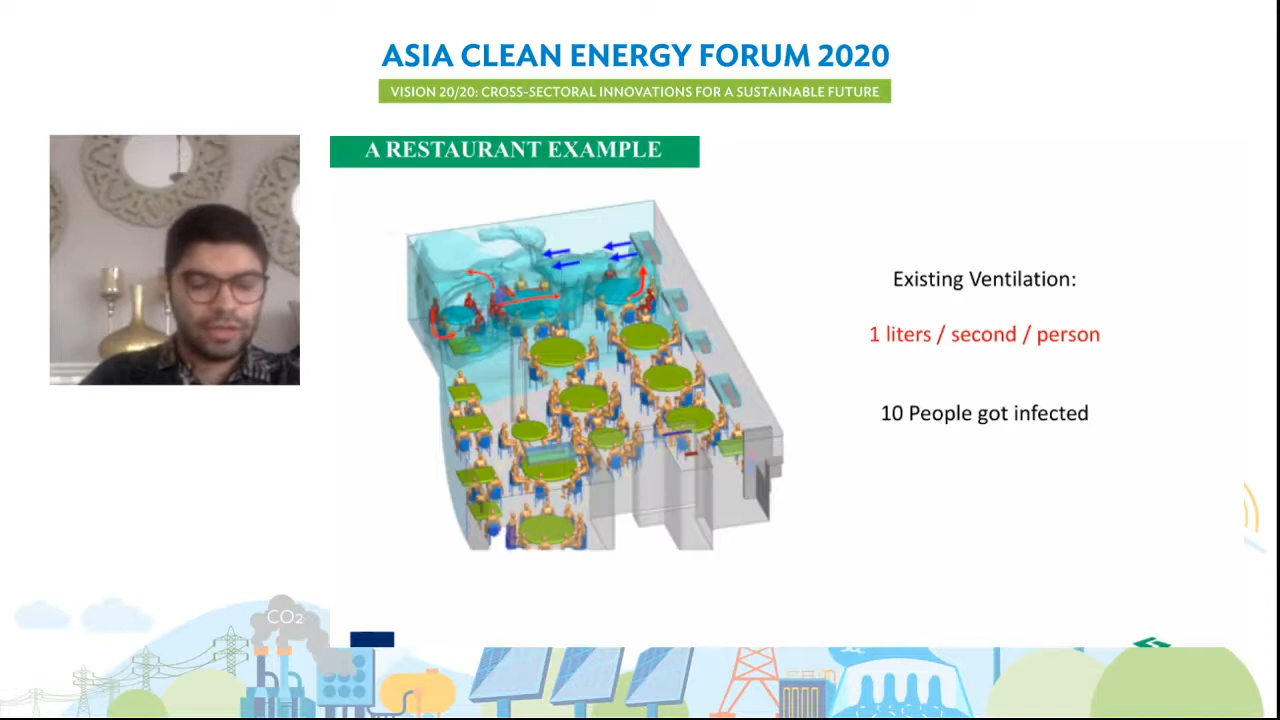 ASIA CLEAN ENERGY FORUM 2020
VISION 20/20: CROSS-SECTORAL INNOVATIONS FOR A SUSTAINABLE FUTURE
A RESTAURANT EXAMPLE
Existing Ventilation:
1 liters / second / person
10 People got infected
CO2